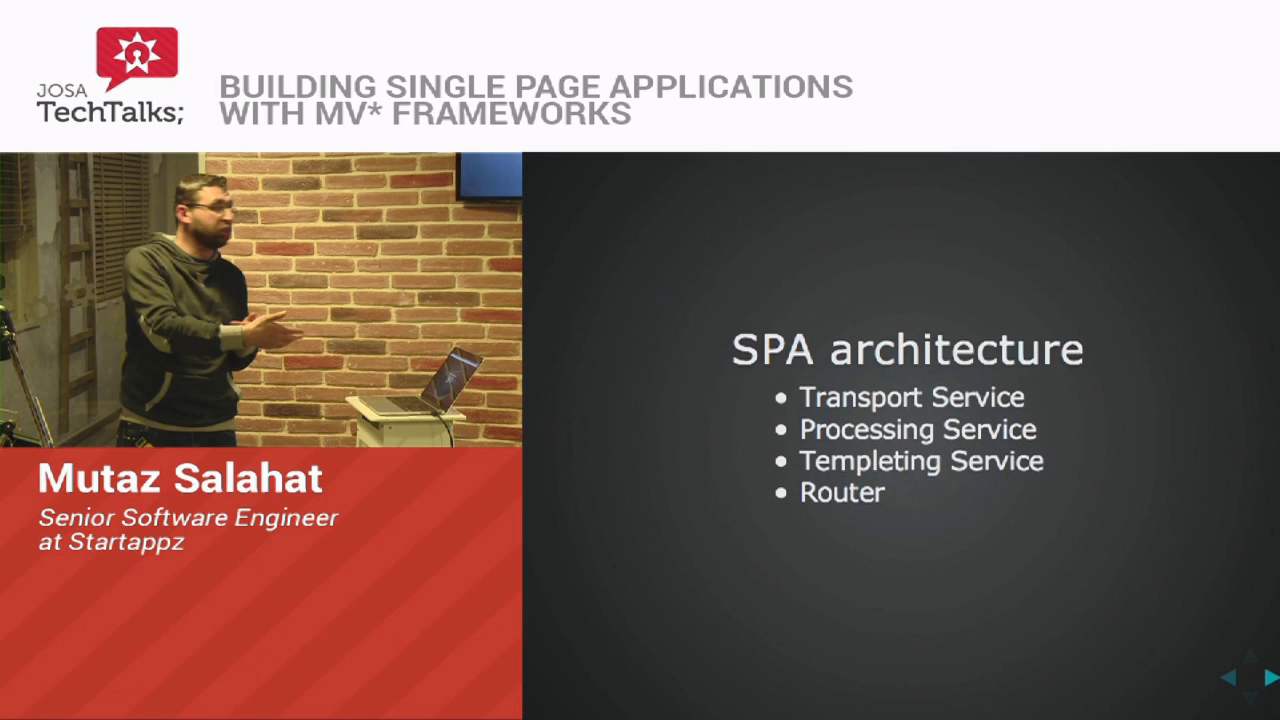 JOSA
TechTalks;
BUILDING SINGLE PAGE APPLICATIONS
WITH MV* FRAMEWORKS
Mutaz Salahat
Senior Software Engineer
at Startappz
SPA architecture
• Transport Service
• Processing Service
• Templeting Service
• Router